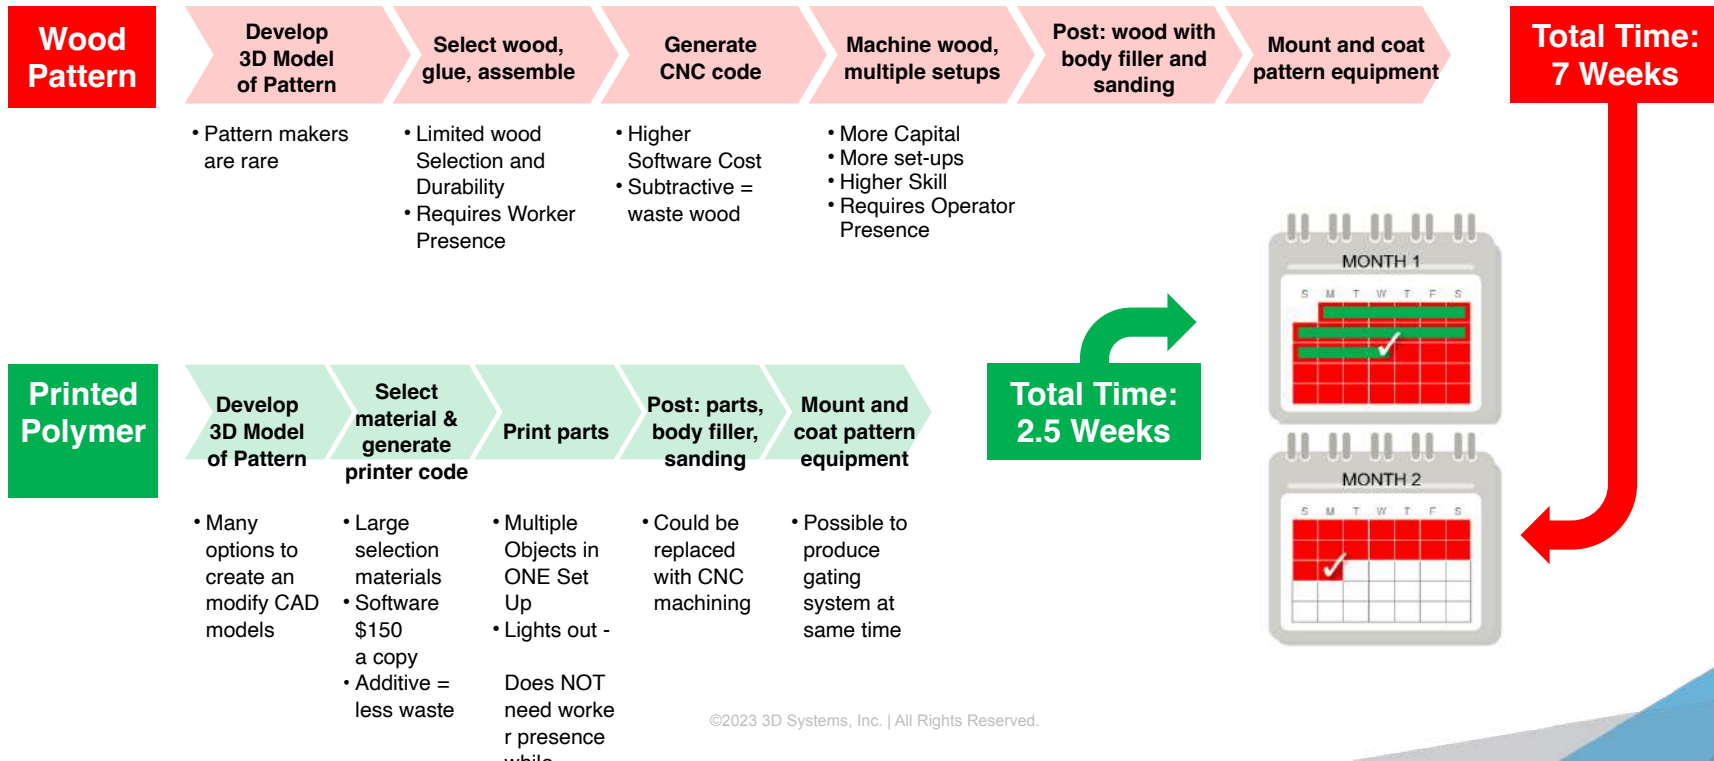 Wood
Pattern
Develop
3D Model
of Pattern
Select wood,
glue, assemble
Generate
CNC code
Machine wood,
multiple setups
Post: wood with
body filler and
sanding
Mount and coat
pattern equipment
Total Time:
7 Weeks
• Pattern makers
are rare
• Limited wood
Selection and
Durability
• Requires Worker
Presence
• Higher
Software Cost
• Subtractive =
waste wood
• More Capital
• More set-ups
• Higher Skill
• Requires Operator
Presence
MONTH 1
S M T W T F S
Printed
Polymer
Develop
3D Model
of Pattern
Select
material &
generate
printer code
Print parts
Post: parts,
body filler,
sanding
Mount and
coat pattern
equipment
Total Time:
2.5 Weeks
MONTH 2
S M T W T F S
• Many
options to
create an
modify CAD
models
• Large
selection
materials
• Software
$150
a copy
• Additive =
less waste
• Multiple
Objects in
ONE Set
Up
• Lights out -
Does NOT
need worke
r presence
while
• Could be
replaced
with CNC
machining
• Possible to
produce
gating
system at
same time
©2023 3D Systems, Inc. | All Rights Reserved.